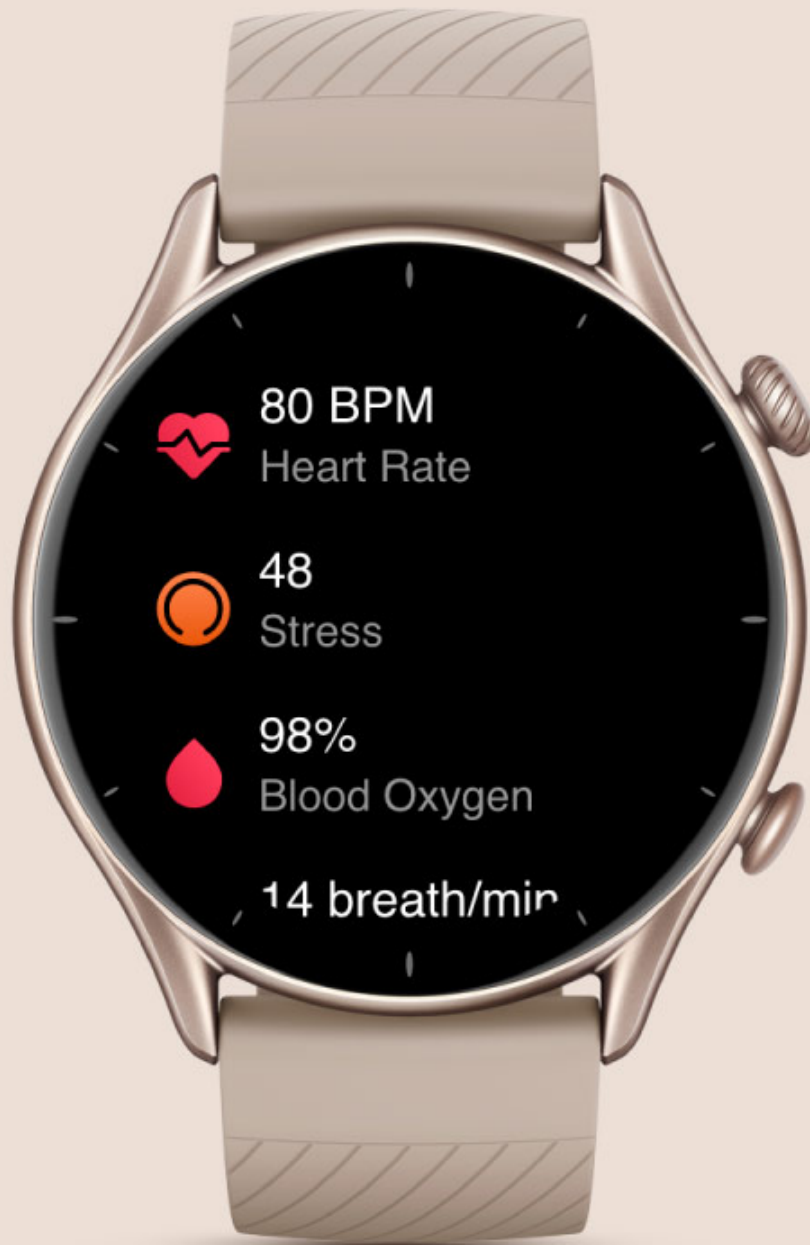 80 BPM
Heart Rate
48
Stress
98%
Blood Oxygen
14 breath/min